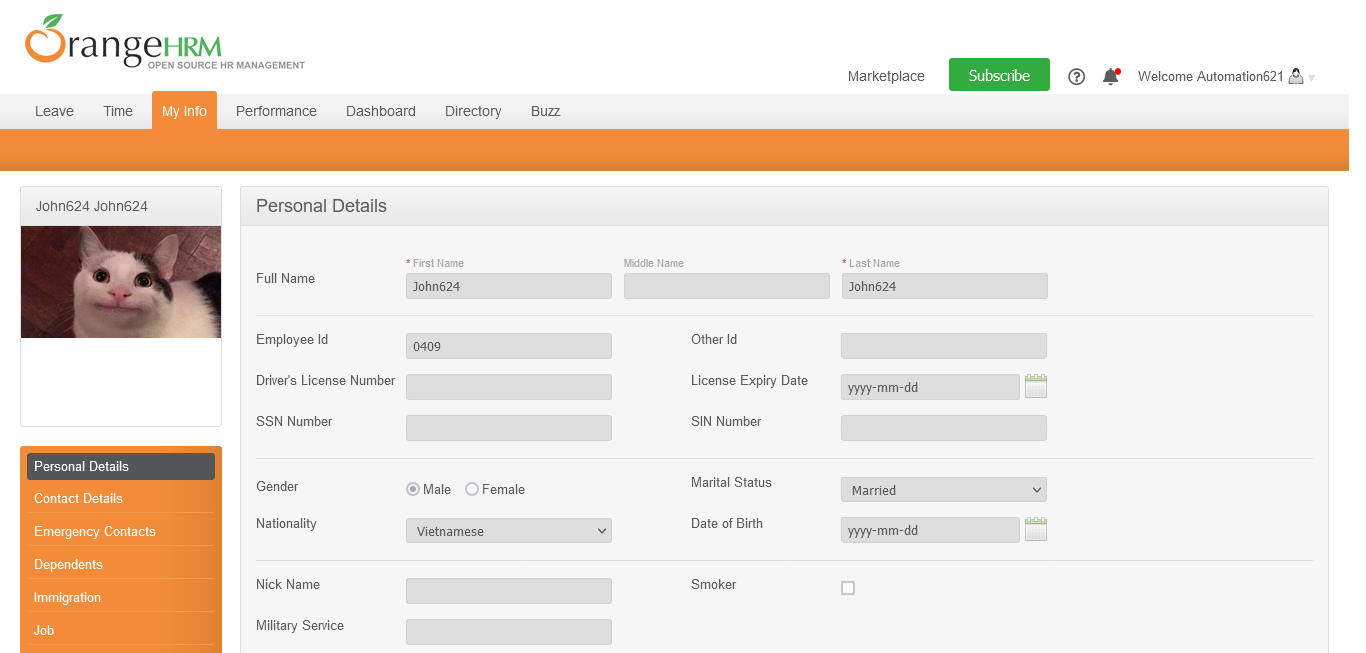 OrangeHRM
OPEN SOURCE HR MANAGEMENT
Marketplace
Subscribe
?
Welcome Automation621
Leave
Time
My Info
Performance
Dashboard
Directory
Buzz
John624 John624
Personal Details
Contact Details
Emergency Contacts
Dependents
Immigration
Job
Personal Details
Full Name
* First Name
John624
Middle Name
* Last Name
John624
Employee Id
0409
Other Id
Driver's License Number
License Expiry Date
yyyy-mm-dd
SSN Number
SIN Number
Gender
Male
Female
Marital Status
Married
Nationality
Vietnamese
Date of Birth
yyyy-mm-dd
Nick Name
Smoker
Military Service